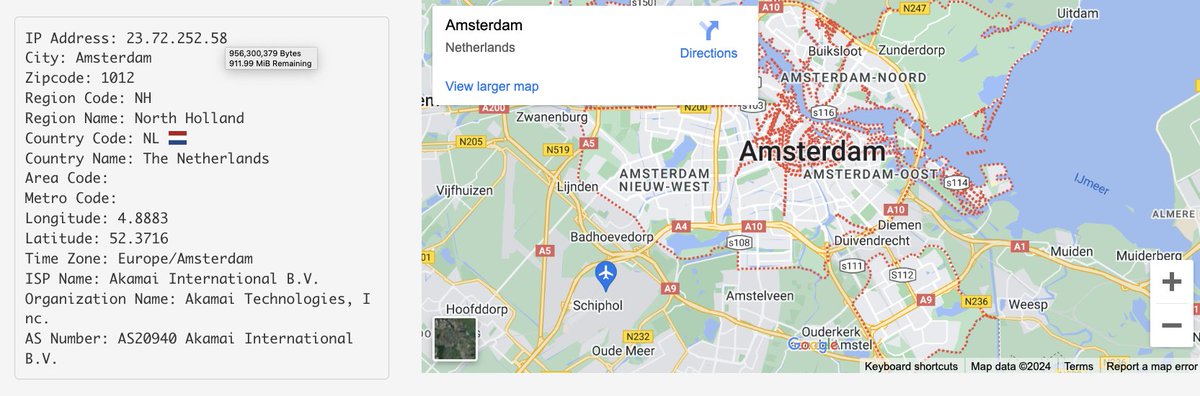 IP Address: 23.72.252.58
City: Amsterdam
Zipcode: 1012
Region Code: NH
Region Name: North Holland
Country Code: NL
Country Name: The Netherlands
Area Code:
Metro Code:
Longitude: 4.8883
Latitude: 52.3716
Time Zone: Europe/Amsterdam
ISP Name: Akamai International B.V.
Organization Name: Akamai Technologies, I
nc.
AS Number: AS20940 Akamai International
B.V.
956,300,379 Bytes
911.99 MiB Remaining
Amsterdam
Netherlands
Directions
View larger map
A10
N247
Uitdam
Buiksloot
Zunderdorp
AMSTERDAM-NOORD
A200
N200
s103
s116
Zwanenburg
N205
N519
A5
Amsterdam
AMSTERDAM
NIEUW-WEST
AMSTERDAM-OOST
s114
IJmeer
Vijfhuizen
Lijnden
A10
ALMERE
A4
A10
Diemen
Badhoevedorp
s108
Duivendrecht
A1
Muiden
Muiderberg
A5
s111
S112
Schiphol
A9
Amstelveen
A9
N236
Weesp
Hoofddorp
N232
Ouderkerk
Amstel
Oude Meer
Google
Keyboard shortcuts
Map data ©2024
Terms
Report a map error